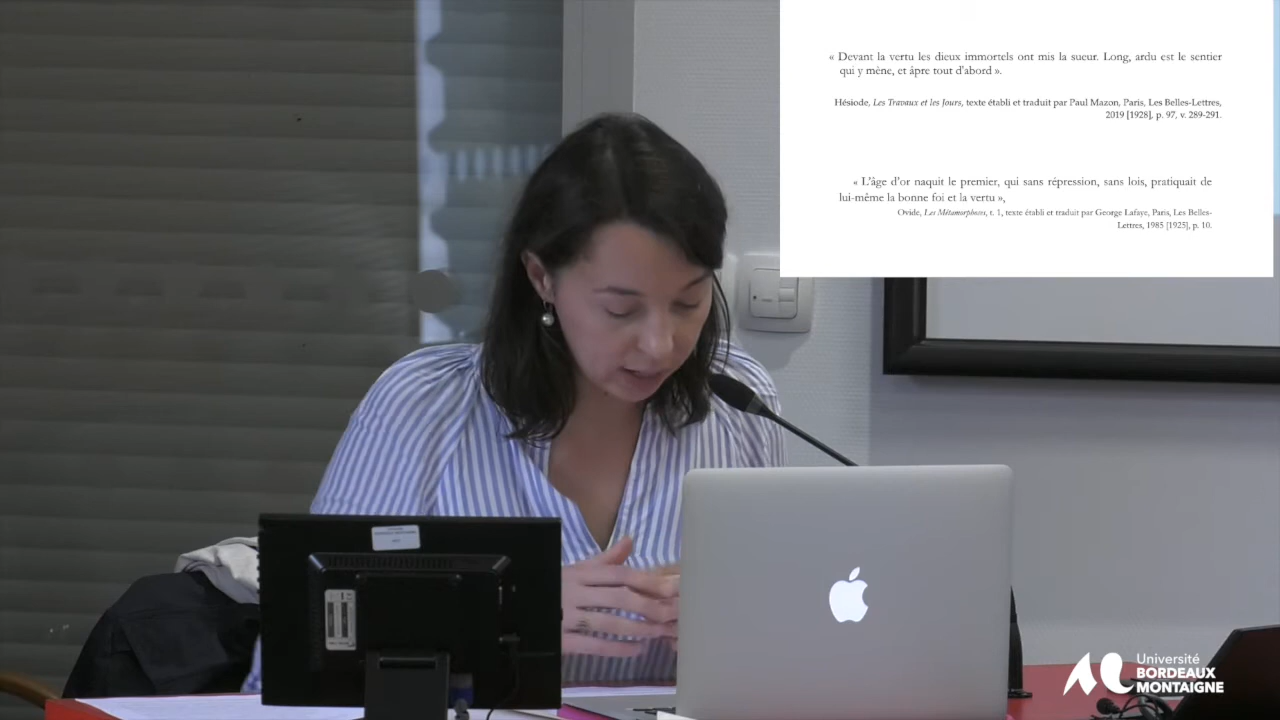 « Devant la vertu les dieux immortels ont mis la sueur. Long, ardu est le sentier
qui y mène, et âpre tout d'abord ».
Hésiode, Les Travaux et les Jours, texte établi et traduit par Paul Mazon, Paris, Les Belles-Lettres,
2019 [1928], p. 97, v. 289-291.
« L'âge d'or naquit le premier, qui sans répression, sans lois, pratiquait de
lui-même la bonne foi et la vertu »,
Ovide, Les Métamorphoses, t. 1, texte établi et traduit par George Lafaye, Paris, Les Belles-
Lettres, 1985 [1925], p. 10.
Université
BORDEAUX
MONTAIGNE